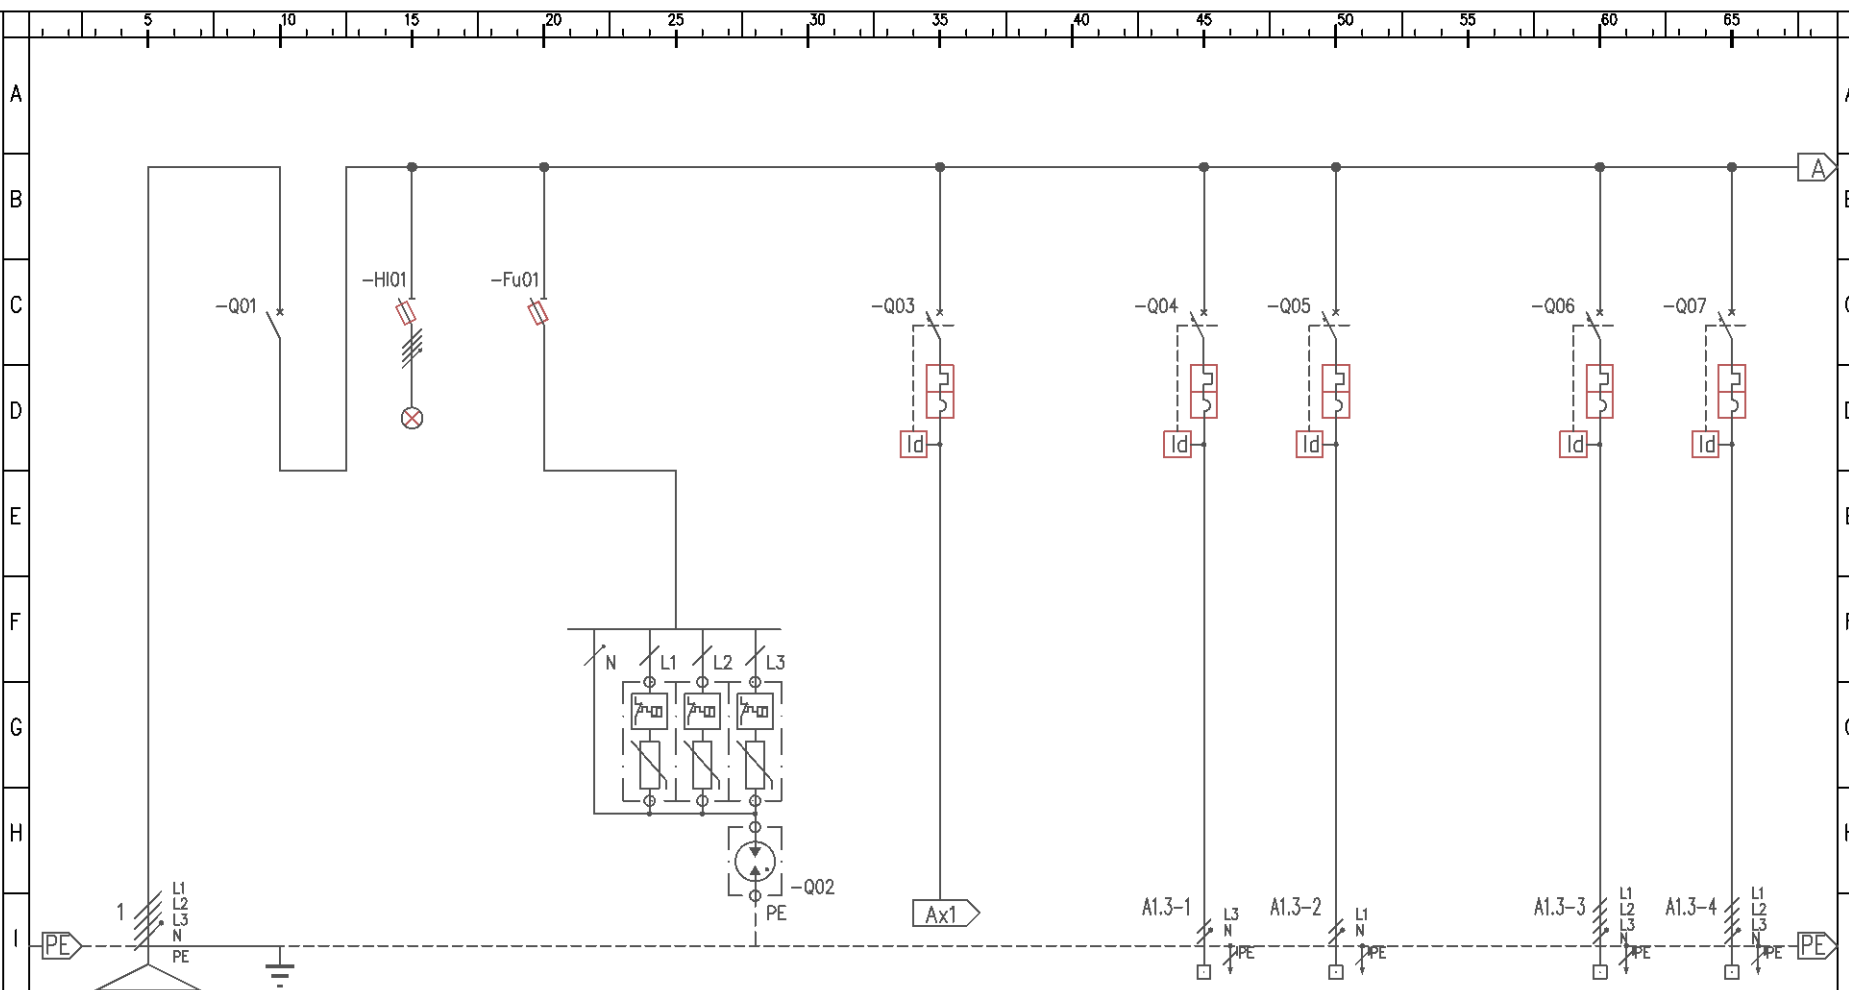 5 10 15 20 25 30 35 40 45 50 55 60 65
A
A
B
-HI01 -Fu01
C -Q01 -Q03 -Q04 -Q05 -Q06 -Q07
D
Id Id Id Id Id
E
F
N L1 L2 L3
G
H
-Q02
1 L1
L2
L3
N
PE
PE
Ax1
A1.3-1 L3
N
PE
A1.3-2 L1
N
PE
A1.3-3 L1
L2
L3
N
PE
A1.3-4 L1
L2
L3
N
PE
I PE PE